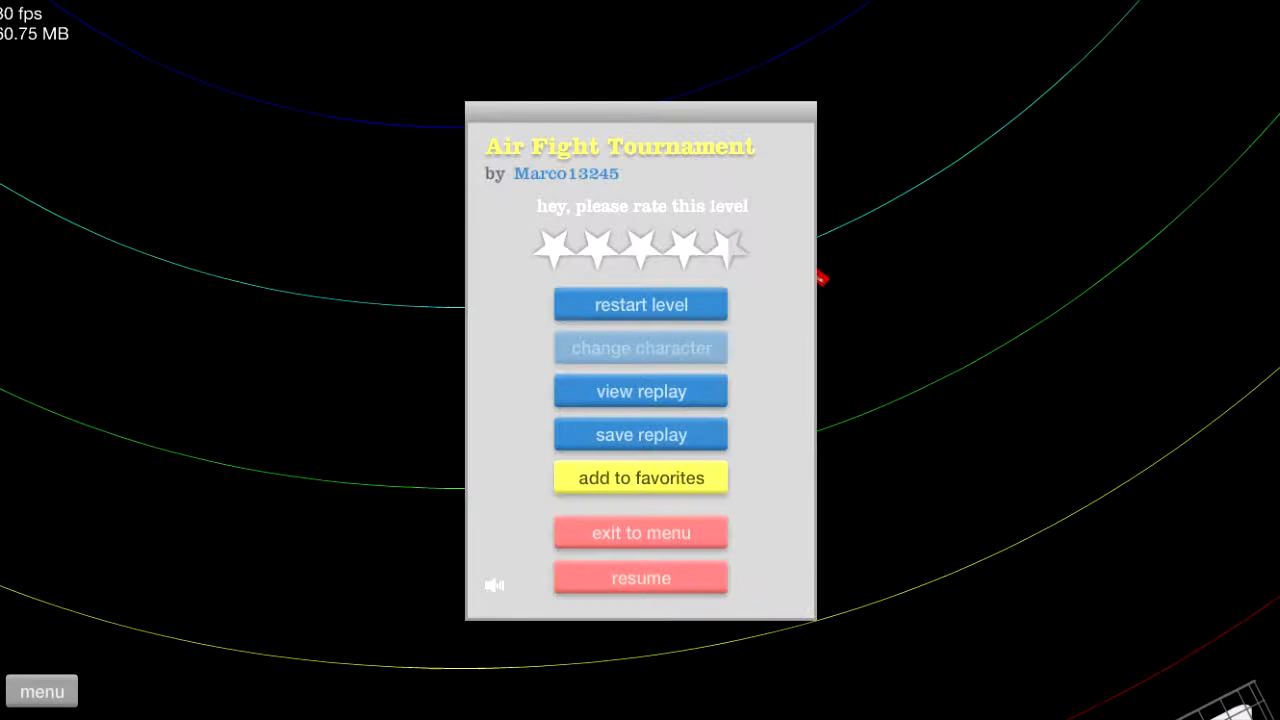 30 fps
60.75 MB
Air Fight Tournament
by Marco13245
hey, please rate this level
restart level
change character
view replay
save replay
add to favorites
exit to menu
resume
menu